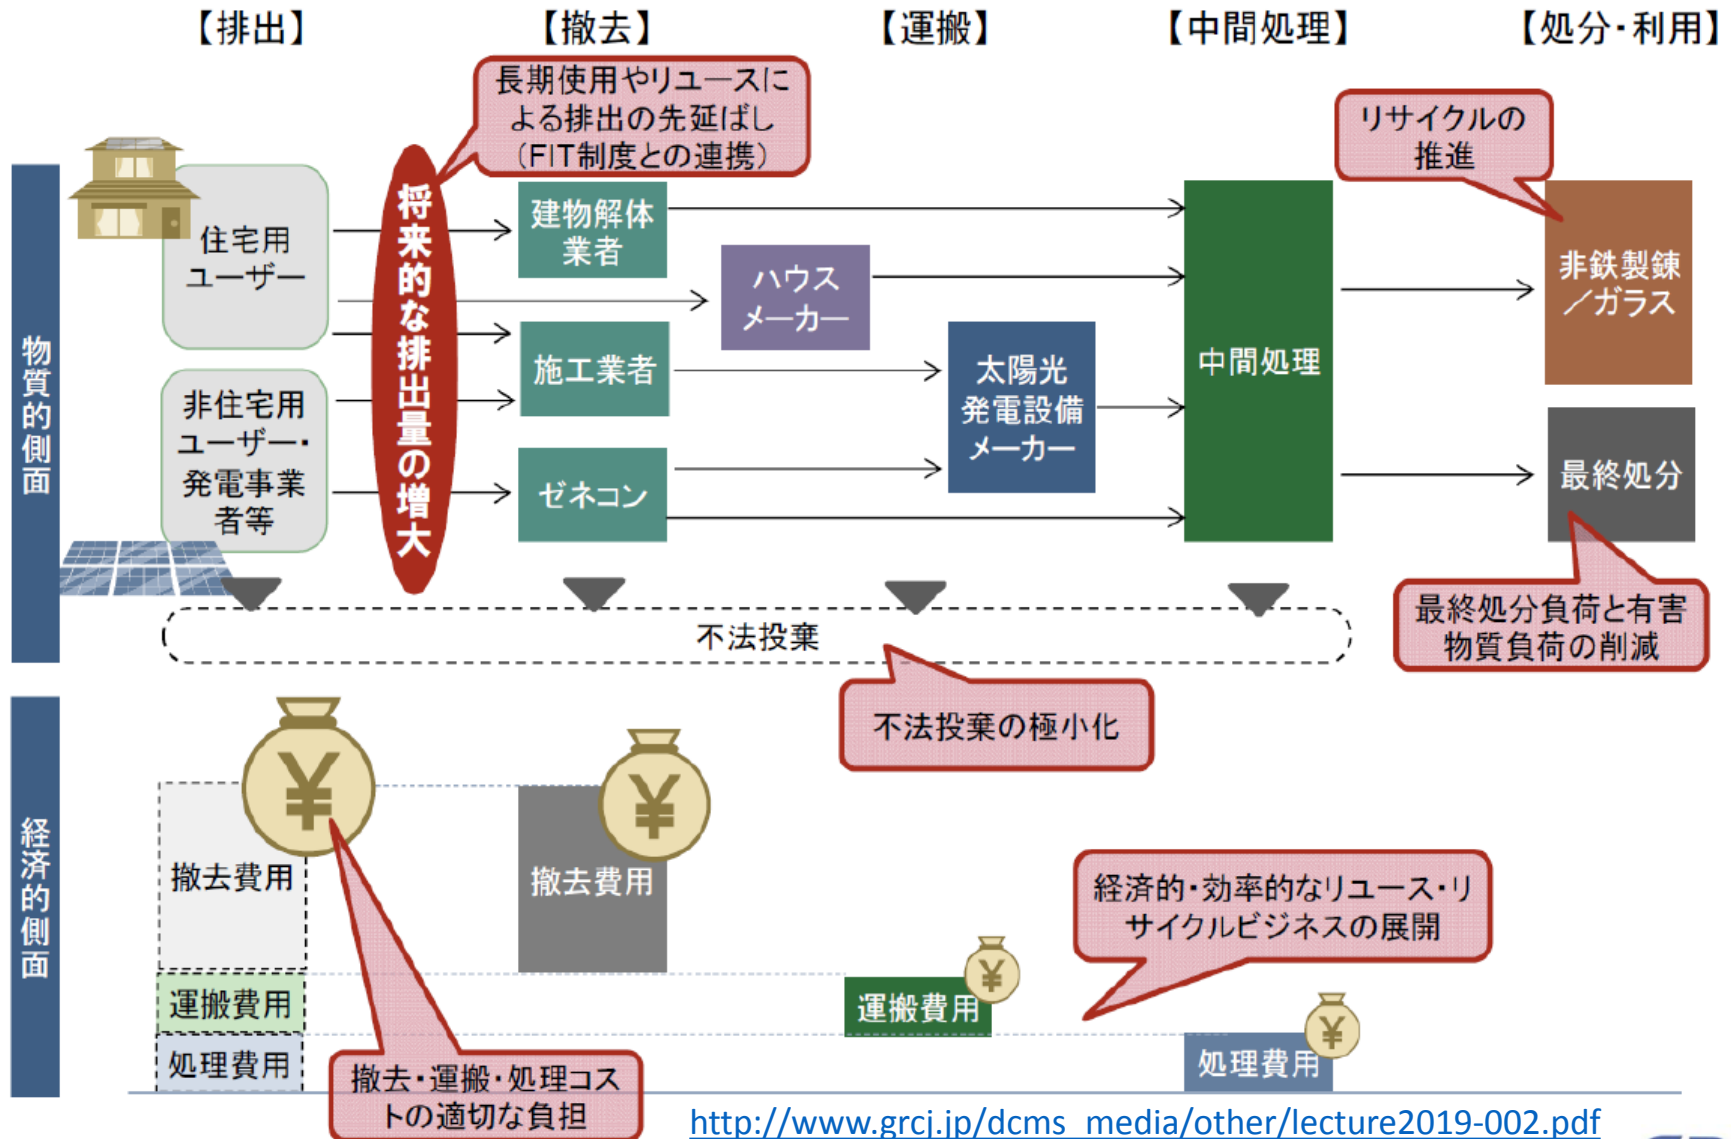 【排出】
【撤去】
【運搬】
【中間処理】
【処分・利用】
長期使用やリユースに
よる排出の先延ばし
（FIT制度との連携）
リサイクルの
推進
物質的側面
住宅用
ユーザー
非住宅用
ユーザー・
発電事業
者等
将来的な排出量の増大
建物解体
業者
施工業者
ゼネコン
ハウス
メーカー
太陽光
発電設備
メーカー
中間処理
非鉄製錬
／ガラス
最終処分
最終処分負荷と有害
物質負荷の削減
不法投棄
不法投棄の極小化
経済的側面
¥
¥
撤去費用
撤去費用
経済的・効率的なリユース・リ
サイクルビジネスの展開
¥
運搬費用
運搬費用
¥
処理費用
処理費用
撤去・運搬・処理コス
トの適切な負担
http://www.grcj.jp/dcms_media/other/lecture2019-002.pdf